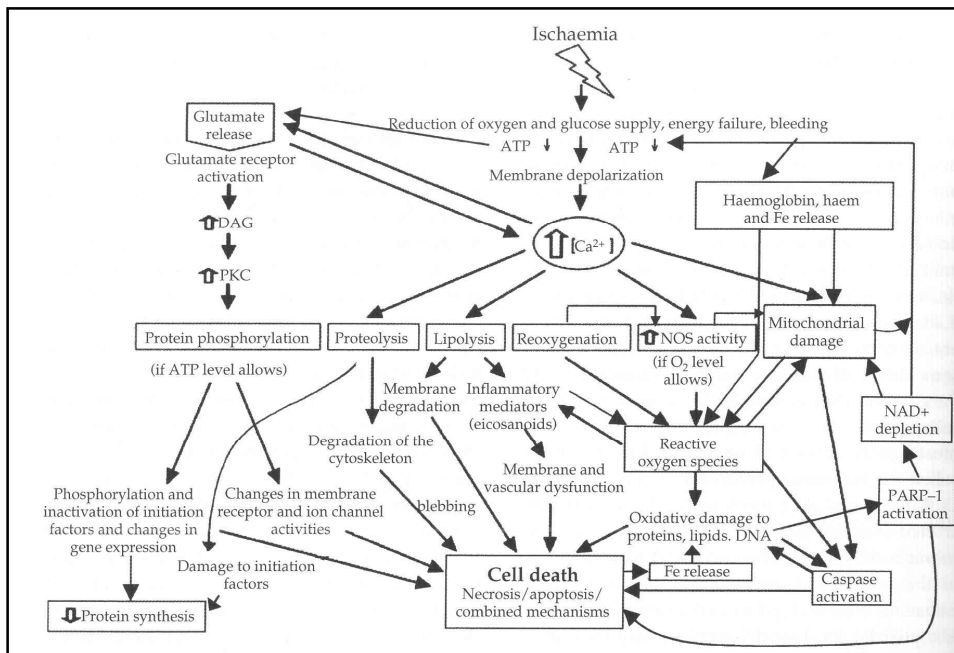 Ischaemia
Glutamate
release
Reduction of oxygen and glucose supply, energy failure, bleeding
ATP
ATP
Glutamate receptor
activation
Membrane depolarization
Haemoglobin, haem
and Fe release
DAG
[Ca²⁺]
PKC
Protein phosphorylation
Proteolysis
Lipolysis
Reoxygenation
NOS activity
Mitochondrial
damage
(if ATP level allows)
(if O₂ level
allows)
Membrane
degradation
Inflammatory
mediators
(eicosanoids)
NAD+
depletion
Degradation of the
cytoskeleton
Reactive
oxygen species
Membrane and
vascular dysfunction
Phosphorylation and
inactivation of initiation
factors and changes in
gene expression
Changes in membrane
receptor and ion channel
activities
blebbing
PARP–1
activation
Oxidative damage to
proteins, lipids. DNA
Damage to initiation
factors
Cell death
Necrosis/apoptosis/
combined mechanisms
Fe release
Caspase
activation
Protein synthesis